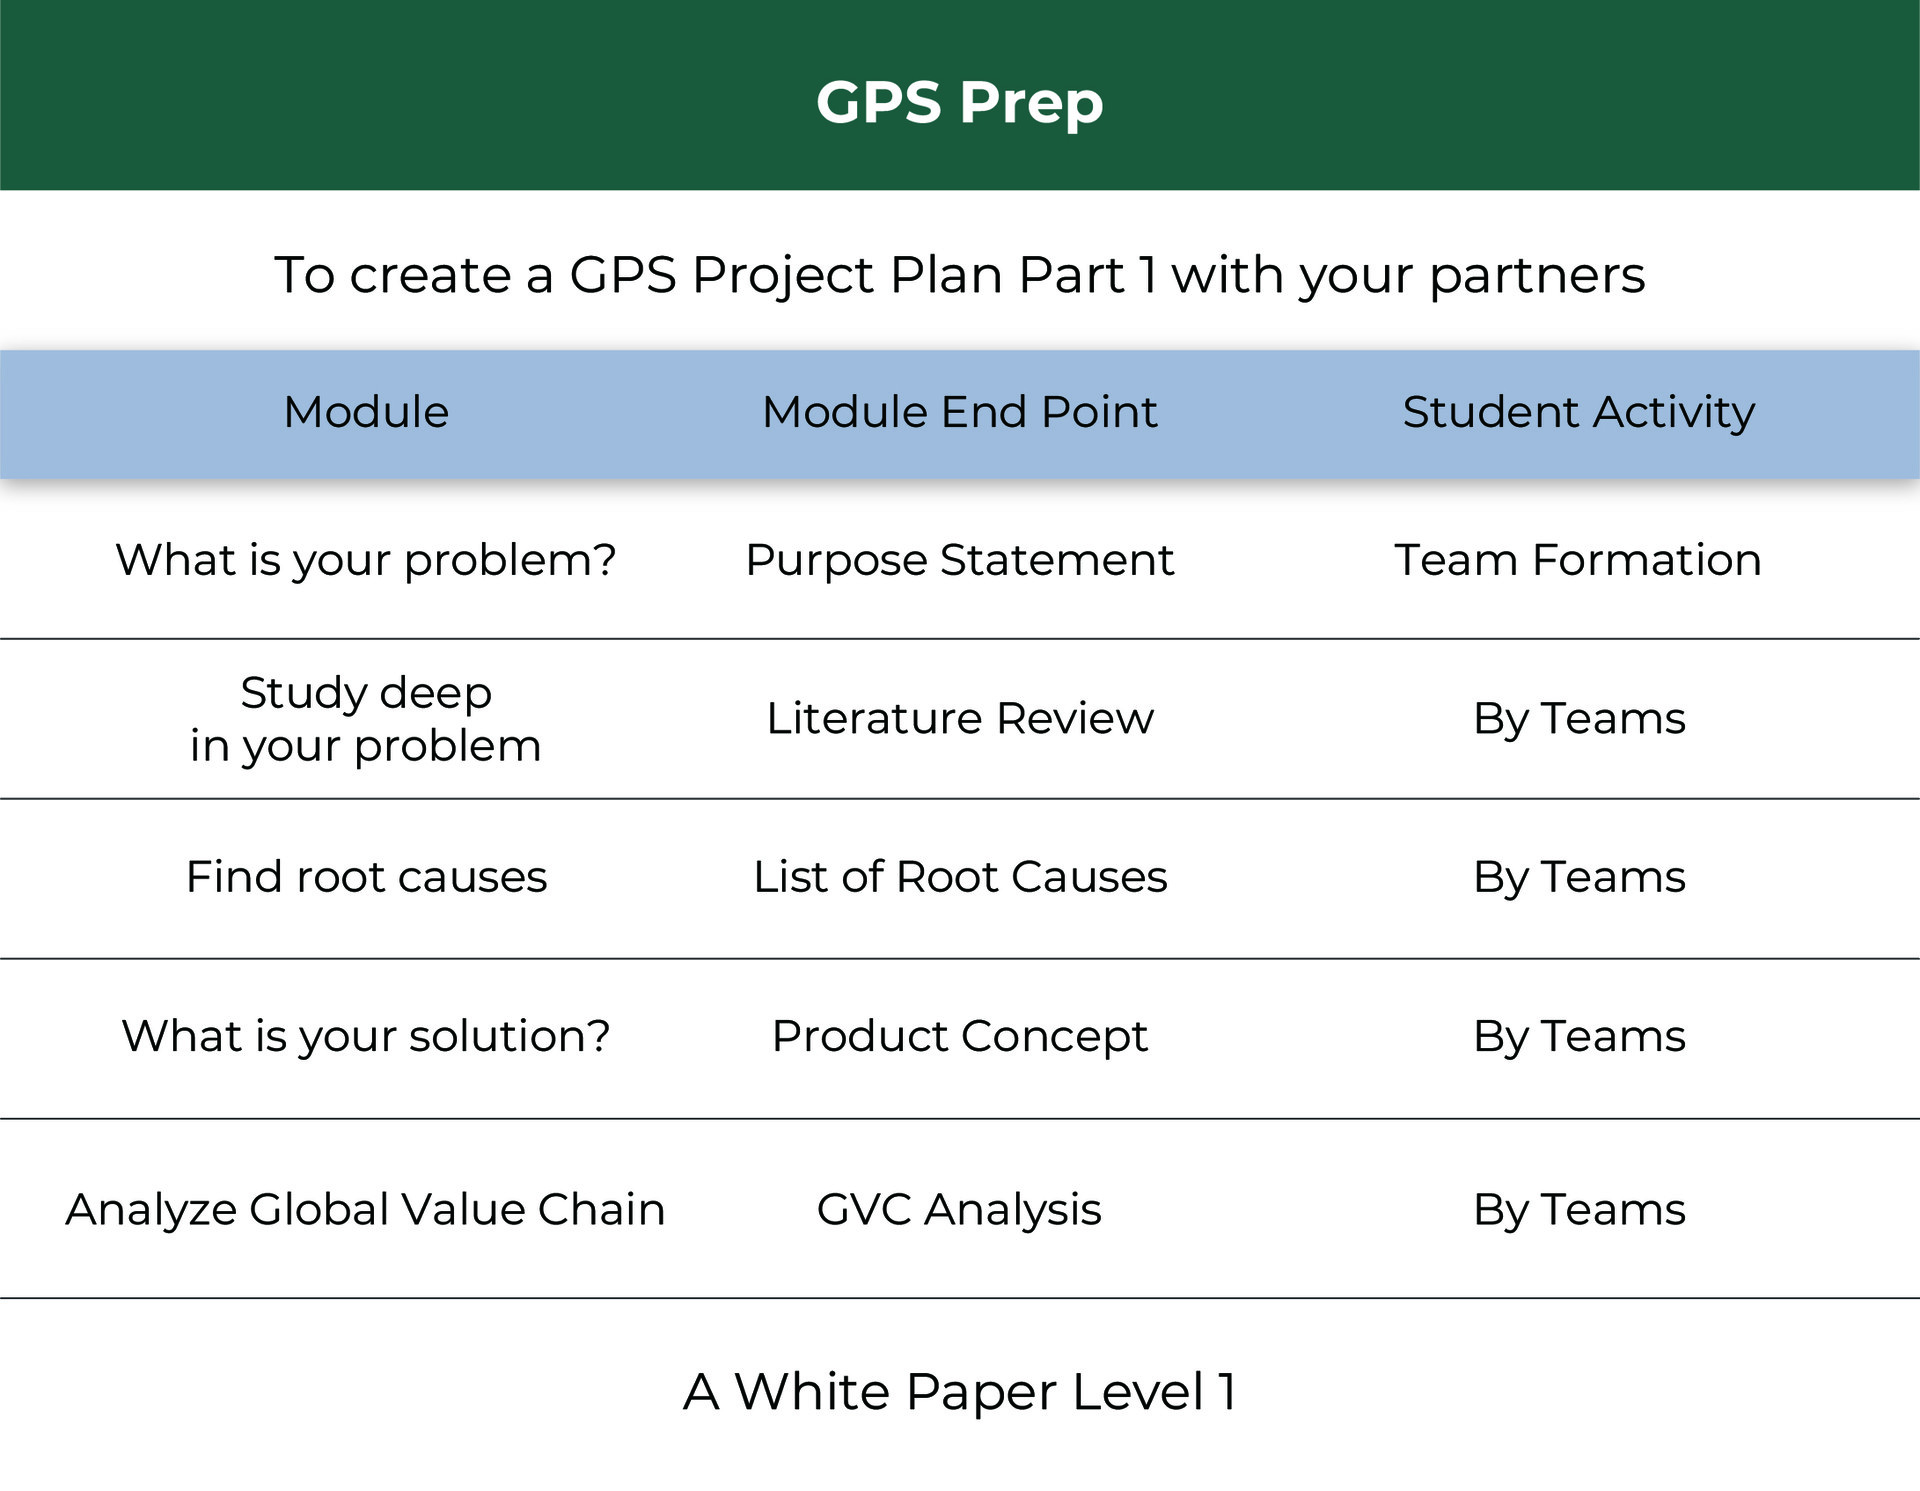 GPS Prep
To create a GPS Project Plan Part 1 with your partners
Module Module End Point Student Activity
What is your problem? Purpose Statement Team Formation
Study deep
in your problem Literature Review By Teams
Find root causes List of Root Causes By Teams
What is your solution? Product Concept By Teams
Analyze Global Value Chain GVC Analysis By Teams
A White Paper Level 1